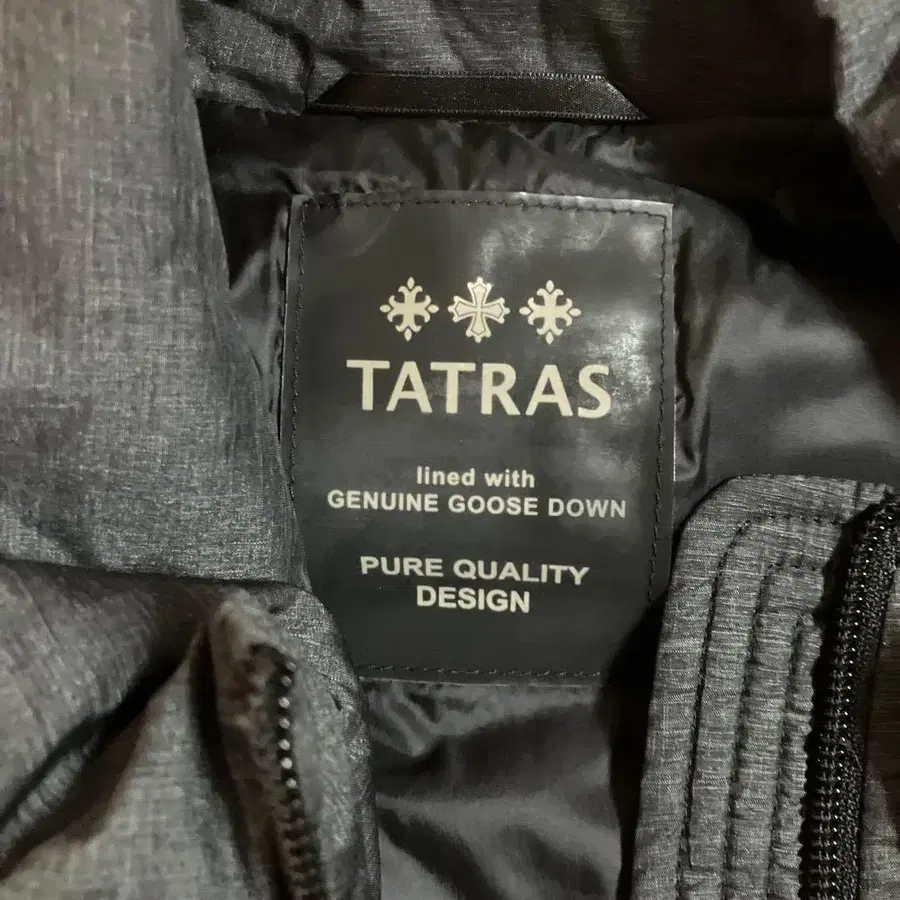 TATRAS
lined with
GENUINE GOOSE DOWN
PURE QUALITY
DESIGN